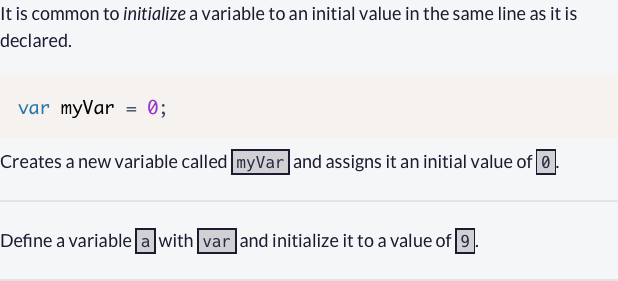 It is common to initialize a variable to an initial value in the same line as it is
declared.
var myVar = 0;
Creates a new variable called myVar and assigns it an initial value of 0.
Define a variable a with var and initialize it to a value of 9.